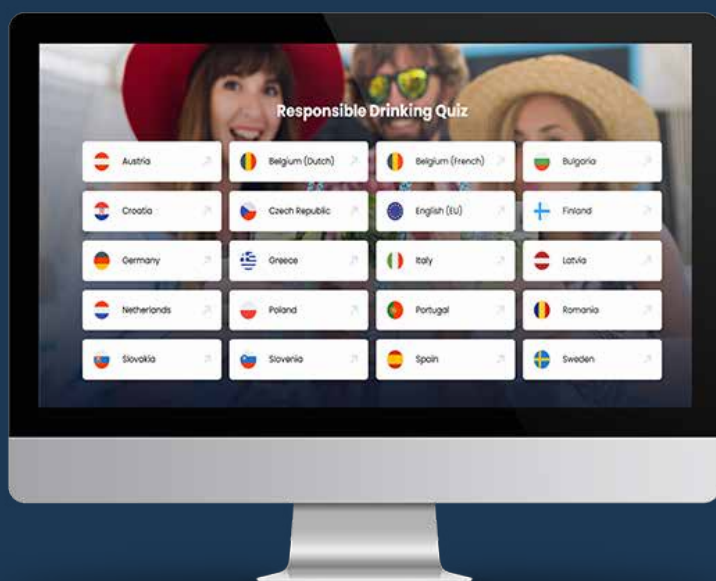 Responsible Drinking Quiz
Austria
Belgium (Dutch)
Belgium (French)
Bulgaria
Croatia
Czech Republic
English (EU)
Finland
Germany
Greece
Italy
Latvia
Netherlands
Poland
Portugal
Romania
Slovakia
Slovenia
Spain
Sweden